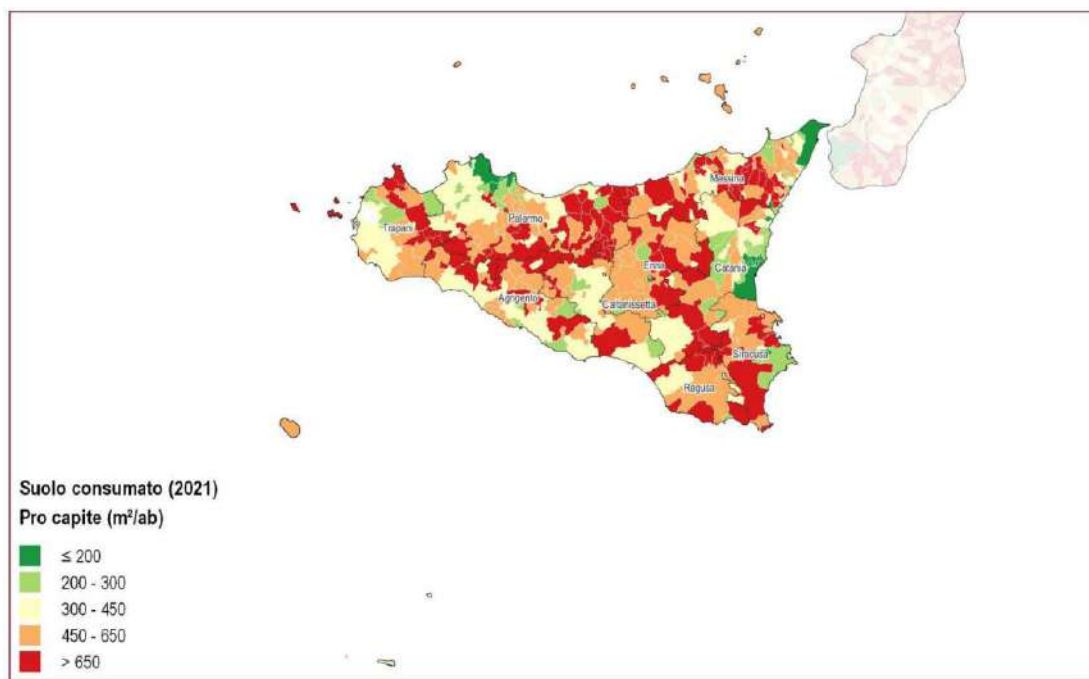 Messina
Palermo
Trapani
Enna
Catania
Agrigento
Caltanissetta
Siracusa
Ragusa
Suolo consumato (2021)
Pro capite (m²/ab)
≤ 200
200 - 300
300 - 450
450 - 650
> 650